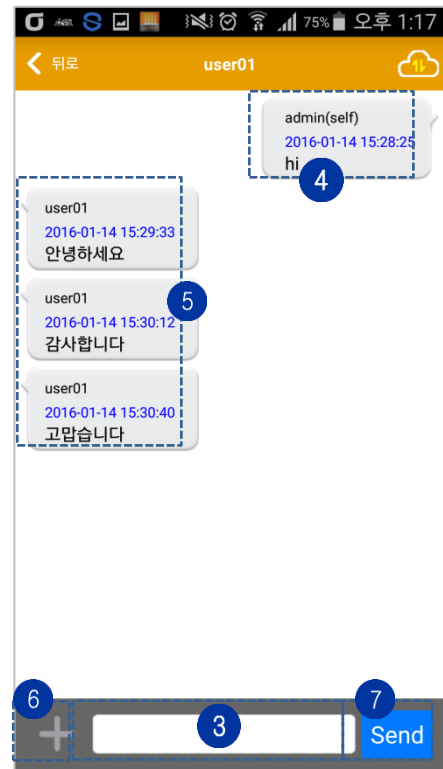 75% 오후 1:17
뒤로 user01
admin(self)
2016-01-14 15:28:25
hi
4
user01
2016-01-14 15:29:33
안녕하세요
5
user01
2016-01-14 15:30:12
감사합니다
user01
2016-01-14 15:30:40
고맙습니다
6
3
7
Send